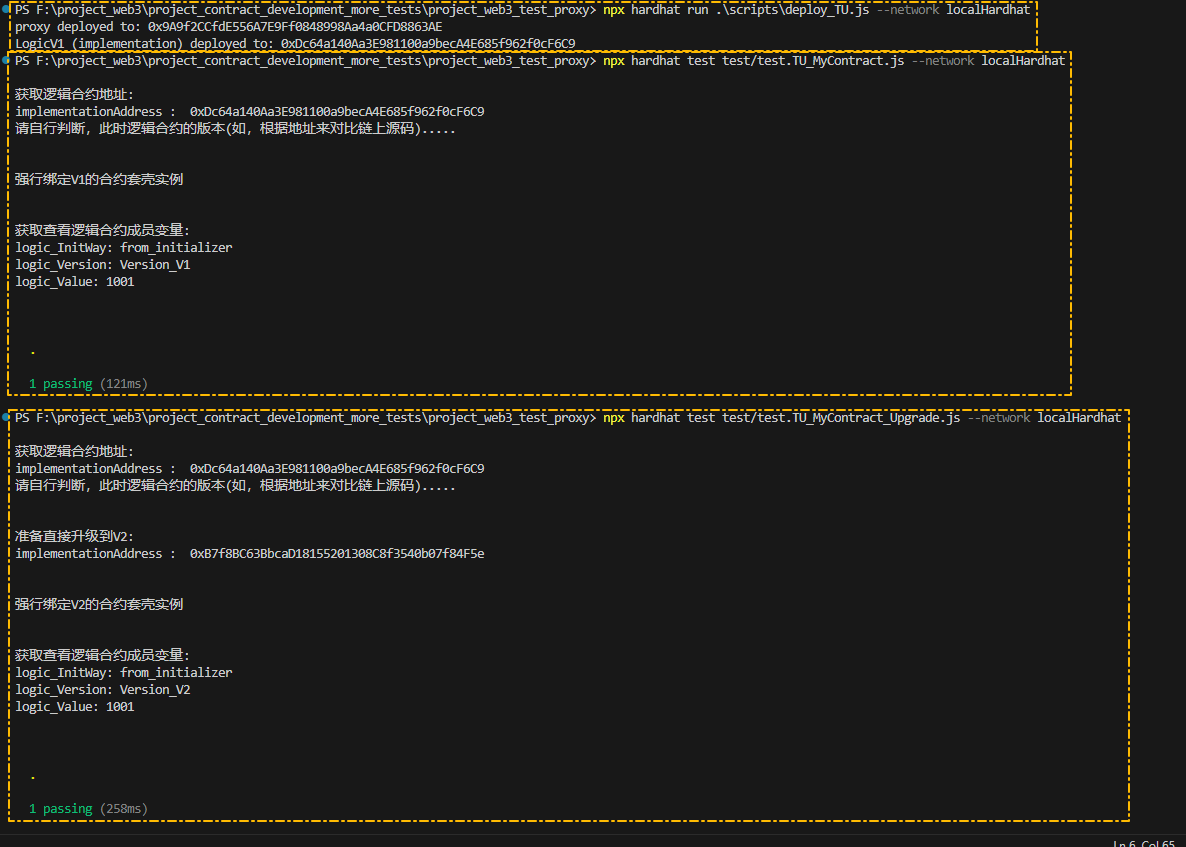 PS F:\project_web3\project_contract_development_more_tests\project_web3_test_proxy> npx hardhat run .\scripts\deploy_TU.js --network localHardhat
proxy deployed to: 0x9A9f2CCfdE556A7E9Ff0848998Aa4a0CFD8863AE
LogicV1 (implementation) deployed to: 0xDc64a140Aa3E981100a9becA4E685f962f0cF6C9
PS F:\project_web3\project_contract_development_more_tests\project_web3_test_proxy> npx hardhat test test/test.TU_MyContract.js --network localHardhat
获取逻辑合约地址:
implementationAddress :  0xDc64a140Aa3E981100a9becA4E685f962f0cF6C9
请自行判断, 此时逻辑合约的版本(如, 根据地址来对比链上源码).....
强行绑定V1的合约套壳实例
获取查看逻辑合约成员变量:
logic_InitWay: from_initializer
logic_Version: Version_V1
logic_Value: 1001
.
1 passing (121ms)
PS F:\project_web3\project_contract_development_more_tests\project_web3_test_proxy> npx hardhat test test/test.TU_MyContract_Upgrade.js --network localHardhat
获取逻辑合约地址:
implementationAddress :  0xDc64a140Aa3E981100a9becA4E685f962f0cF6C9
请自行判断, 此时逻辑合约的版本(如, 根据地址来对比链上源码).....
准备直接升级到V2:
implementationAddress :  0xB7f8BC63BbcaD18155201308C8f3540b07f84F5e
强行绑定V2的合约套壳实例
获取查看逻辑合约成员变量:
logic_InitWay: from_initializer
logic_Version: Version_V2
logic_Value: 1001
.
1 passing (258ms)
Ln 6, Col 65